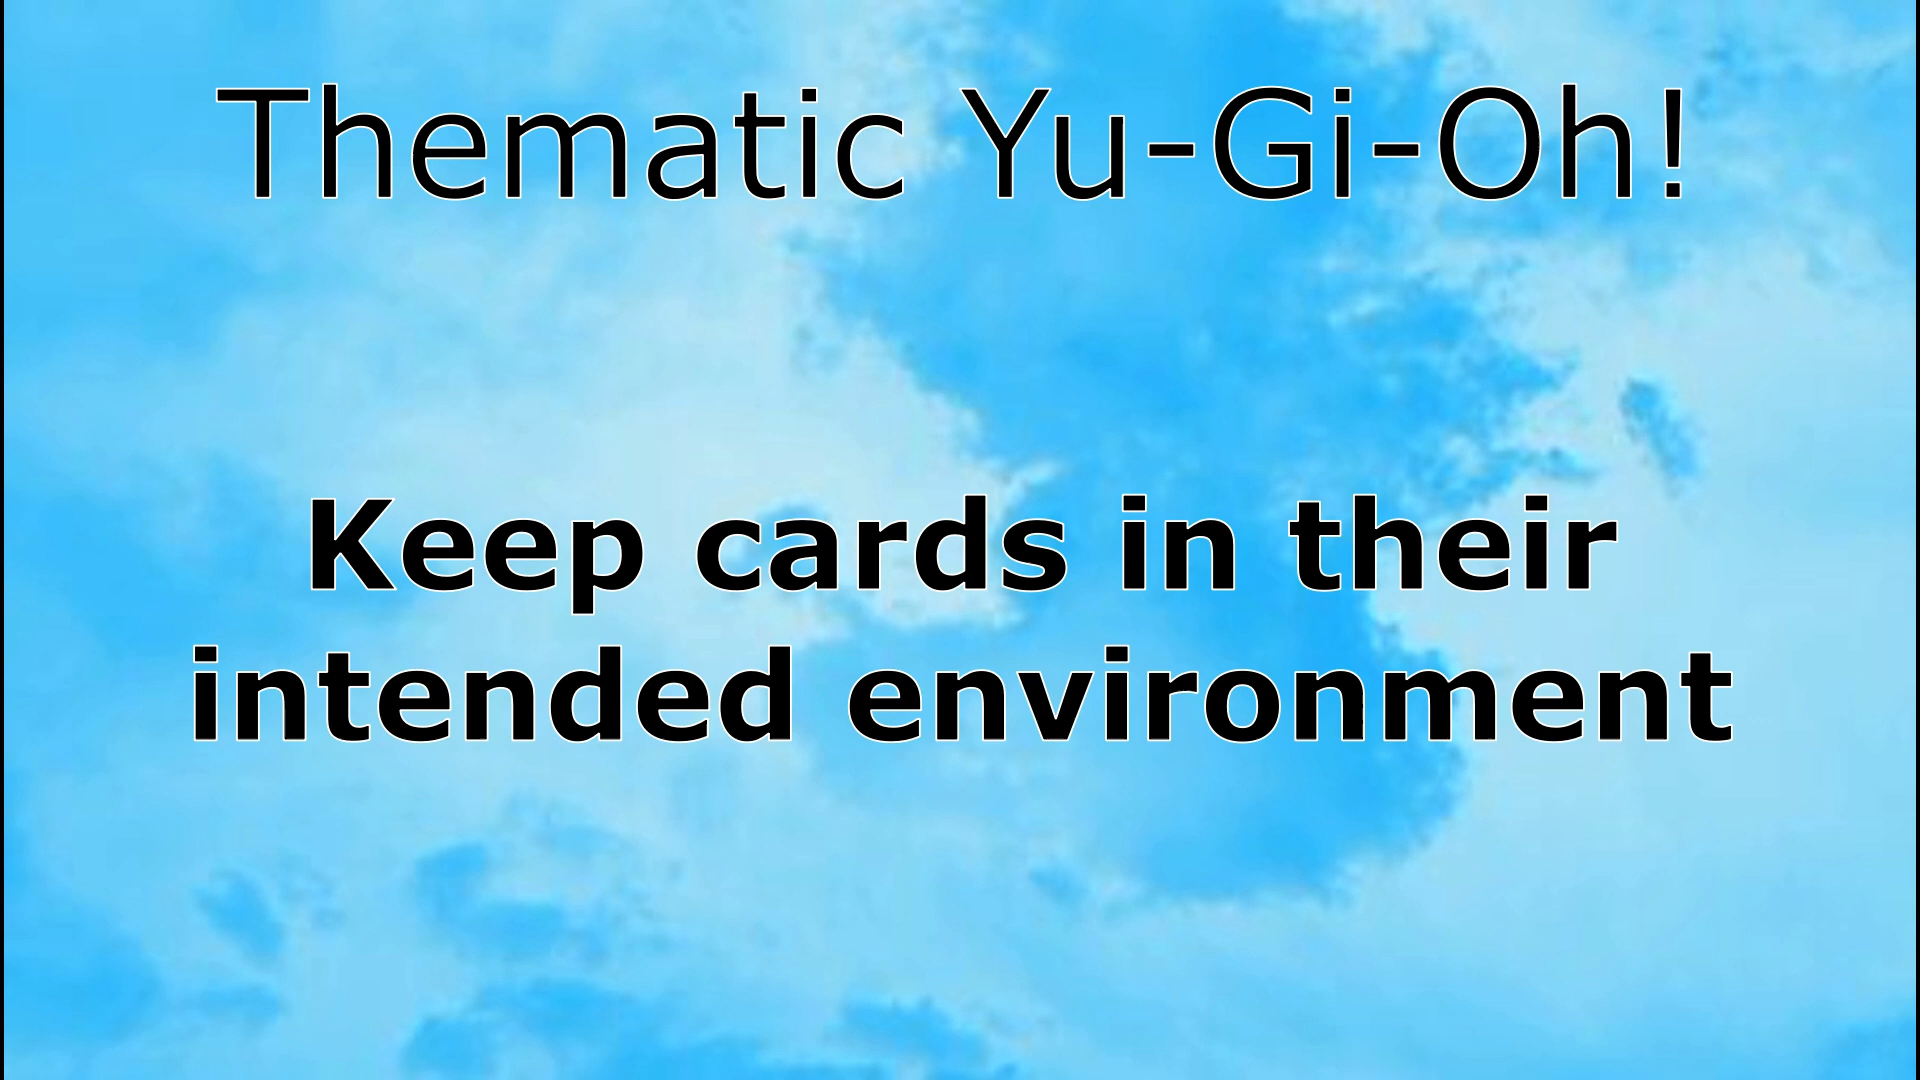 Thematic Yu-Gi-Oh!
Keep cards in their
intended environment